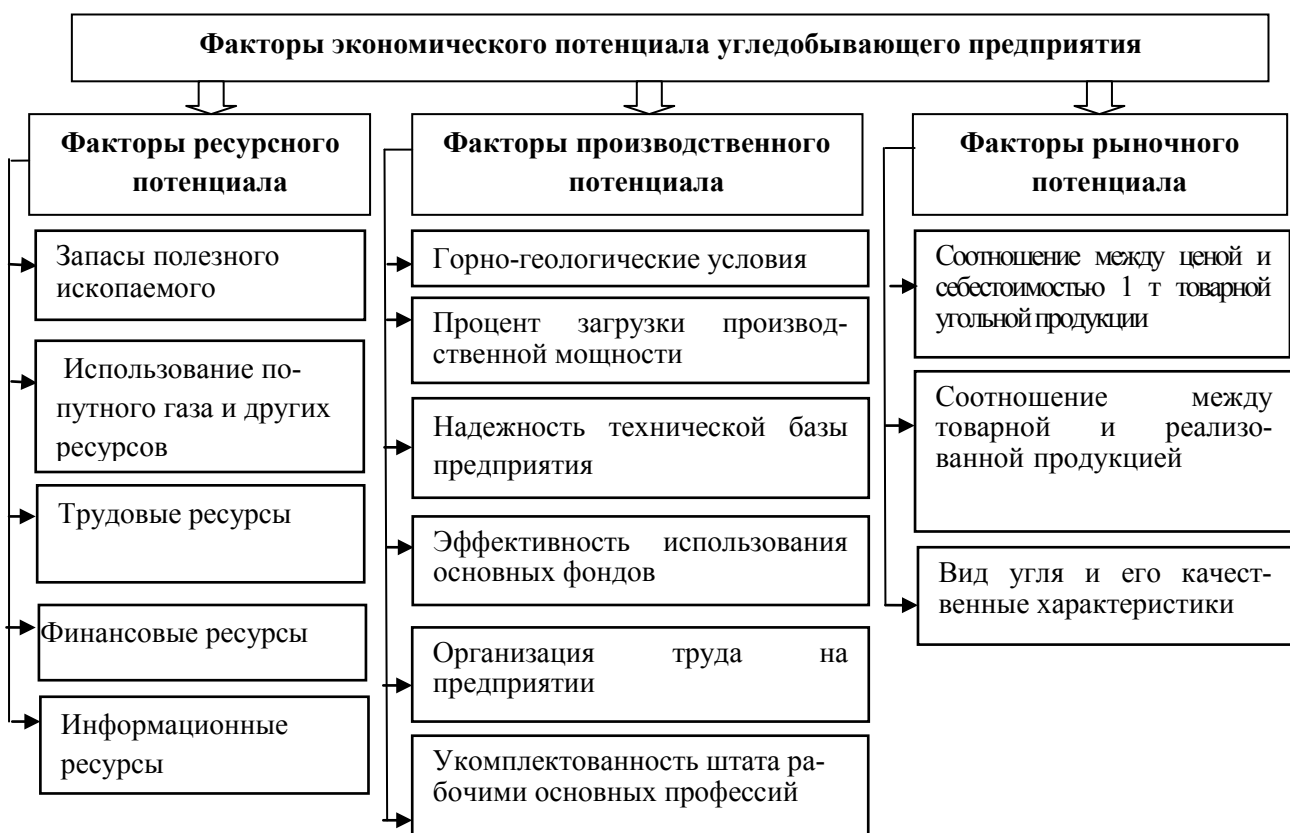 Факторы экономического потенциала угледобывающего предприятия
Факторы ресурсного
потенциала
Запасы полезного
ископаемого
Использование по-
путного газа и других
ресурсов
Трудовые ресурсы
Финансовые ресурсы
Информационные
ресурсы
Факторы производственного
потенциала
Горно-геологические условия
Процент загрузки производ-
ственной мощности
Надежность технической базы
предприятия
Эффективность использования
основных фондов
Организация труда на
предприятии
Укомплектованность штата ра-
бочими основных профессий
Факторы рыночного
потенциала
Соотношение между ценой и
себестоимостью 1 т товарной
угольной продукции
Соотношение между
товарной и реализо-
ванной продукцией
Вид угля и его качест-
венные характеристики